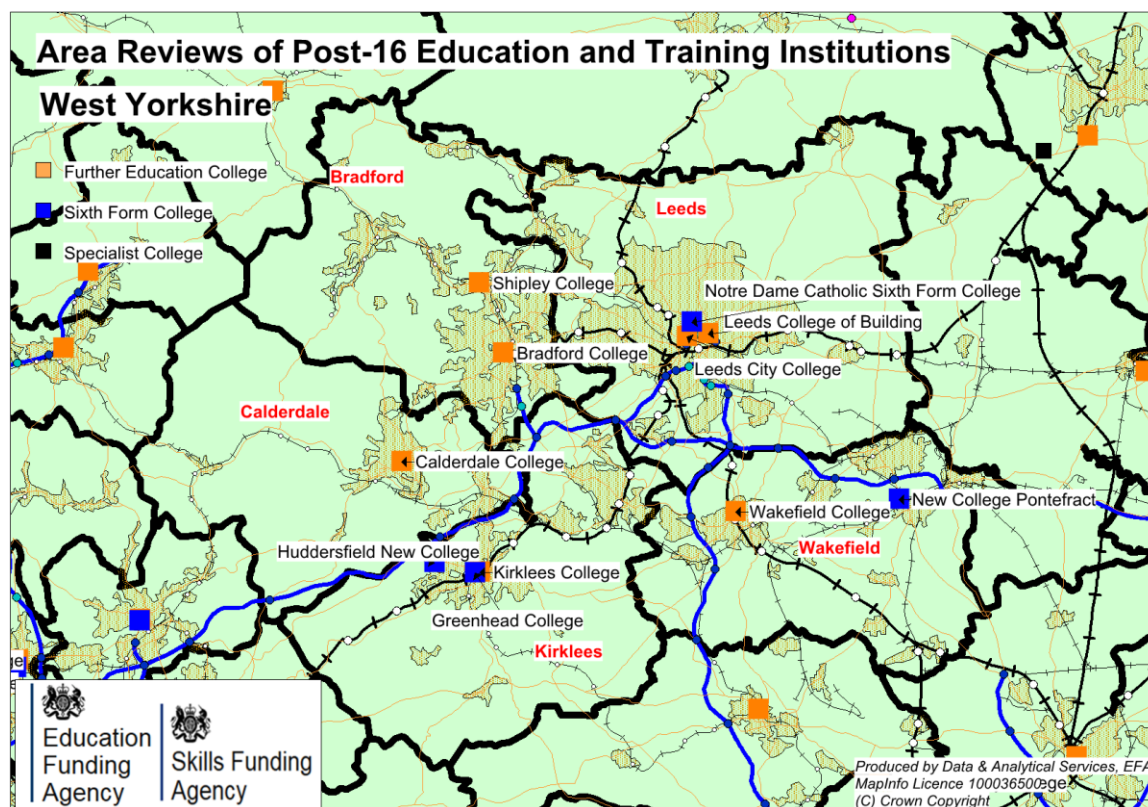 Area Reviews of Post-16 Education and Training Institutions
West Yorkshire
Further Education College
Sixth Form College
Specialist College
Bradford
Leeds
Shipley College
Notre Dame Catholic Sixth Form College
Leeds College of Building
Bradford College
Leeds City College
Calderdale
Calderdale College
New College Pontefract
Wakefield College
Wakefield
Huddersfield New College
Kirklees College
Greenhead College
Kirklees
Education
Funding
Agency
Skills Funding
Agency
Produced by Data & Analytical Services, EFA
MapInfo Licence 100036500
(C) Crown Copyright